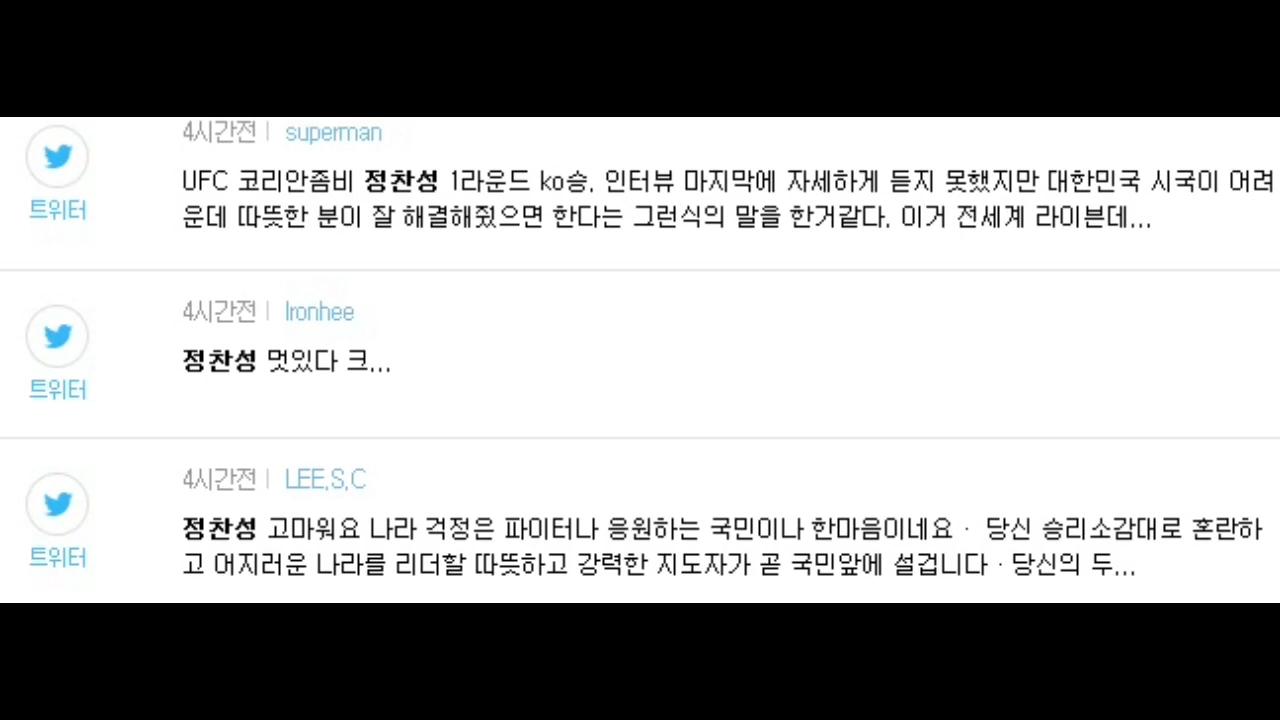 4시간전 | superman
UFC 코리안좀비 정찬성 1라운드 ko승. 인터뷰 마지막에 자세하게 듣지 못했지만 대한민국 시국이 어려
운데 따뜻한 분이 잘 해결해줬으면 한다는 그런식의 말을 한거같다. 이거 전세계 라이븐데...
트위터
4시간전 | Ironhee
정찬성 멋있다 크...
트위터
4시간전 | LEE.S.C
정찬성 고마워요 나라 걱정은 파이터나 응원하는 국민이나 한마음이네요 · 당신 승리소감대로 혼란하
고 어지러운 나라를 리더할 따뜻하고 강력한 지도자가 곧 국민앞에 설겁니다 · 당신의 두...
트위터